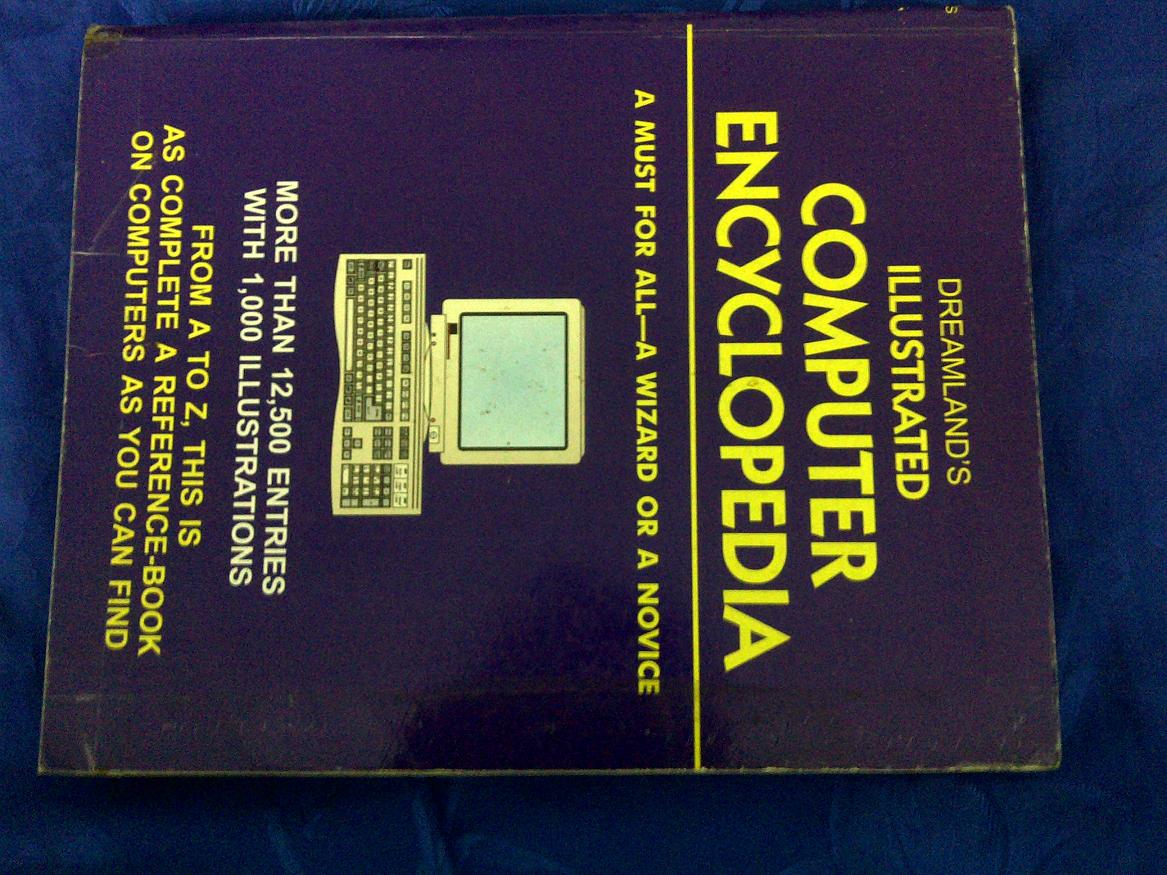 DREAMLAND'S
ILLUSTRATED
COMPUTER
ENCYCLOPEDIA
A MUST FOR ALL—A WIZARD OR A NOVICE
MORE THAN 12,500 ENTRIES
WITH 1,000 ILLUSTRATIONS
FROM A TO Z, THIS IS
AS COMPLETE A REFERENCE-BOOK
ON COMPUTERS AS YOU CAN FIND